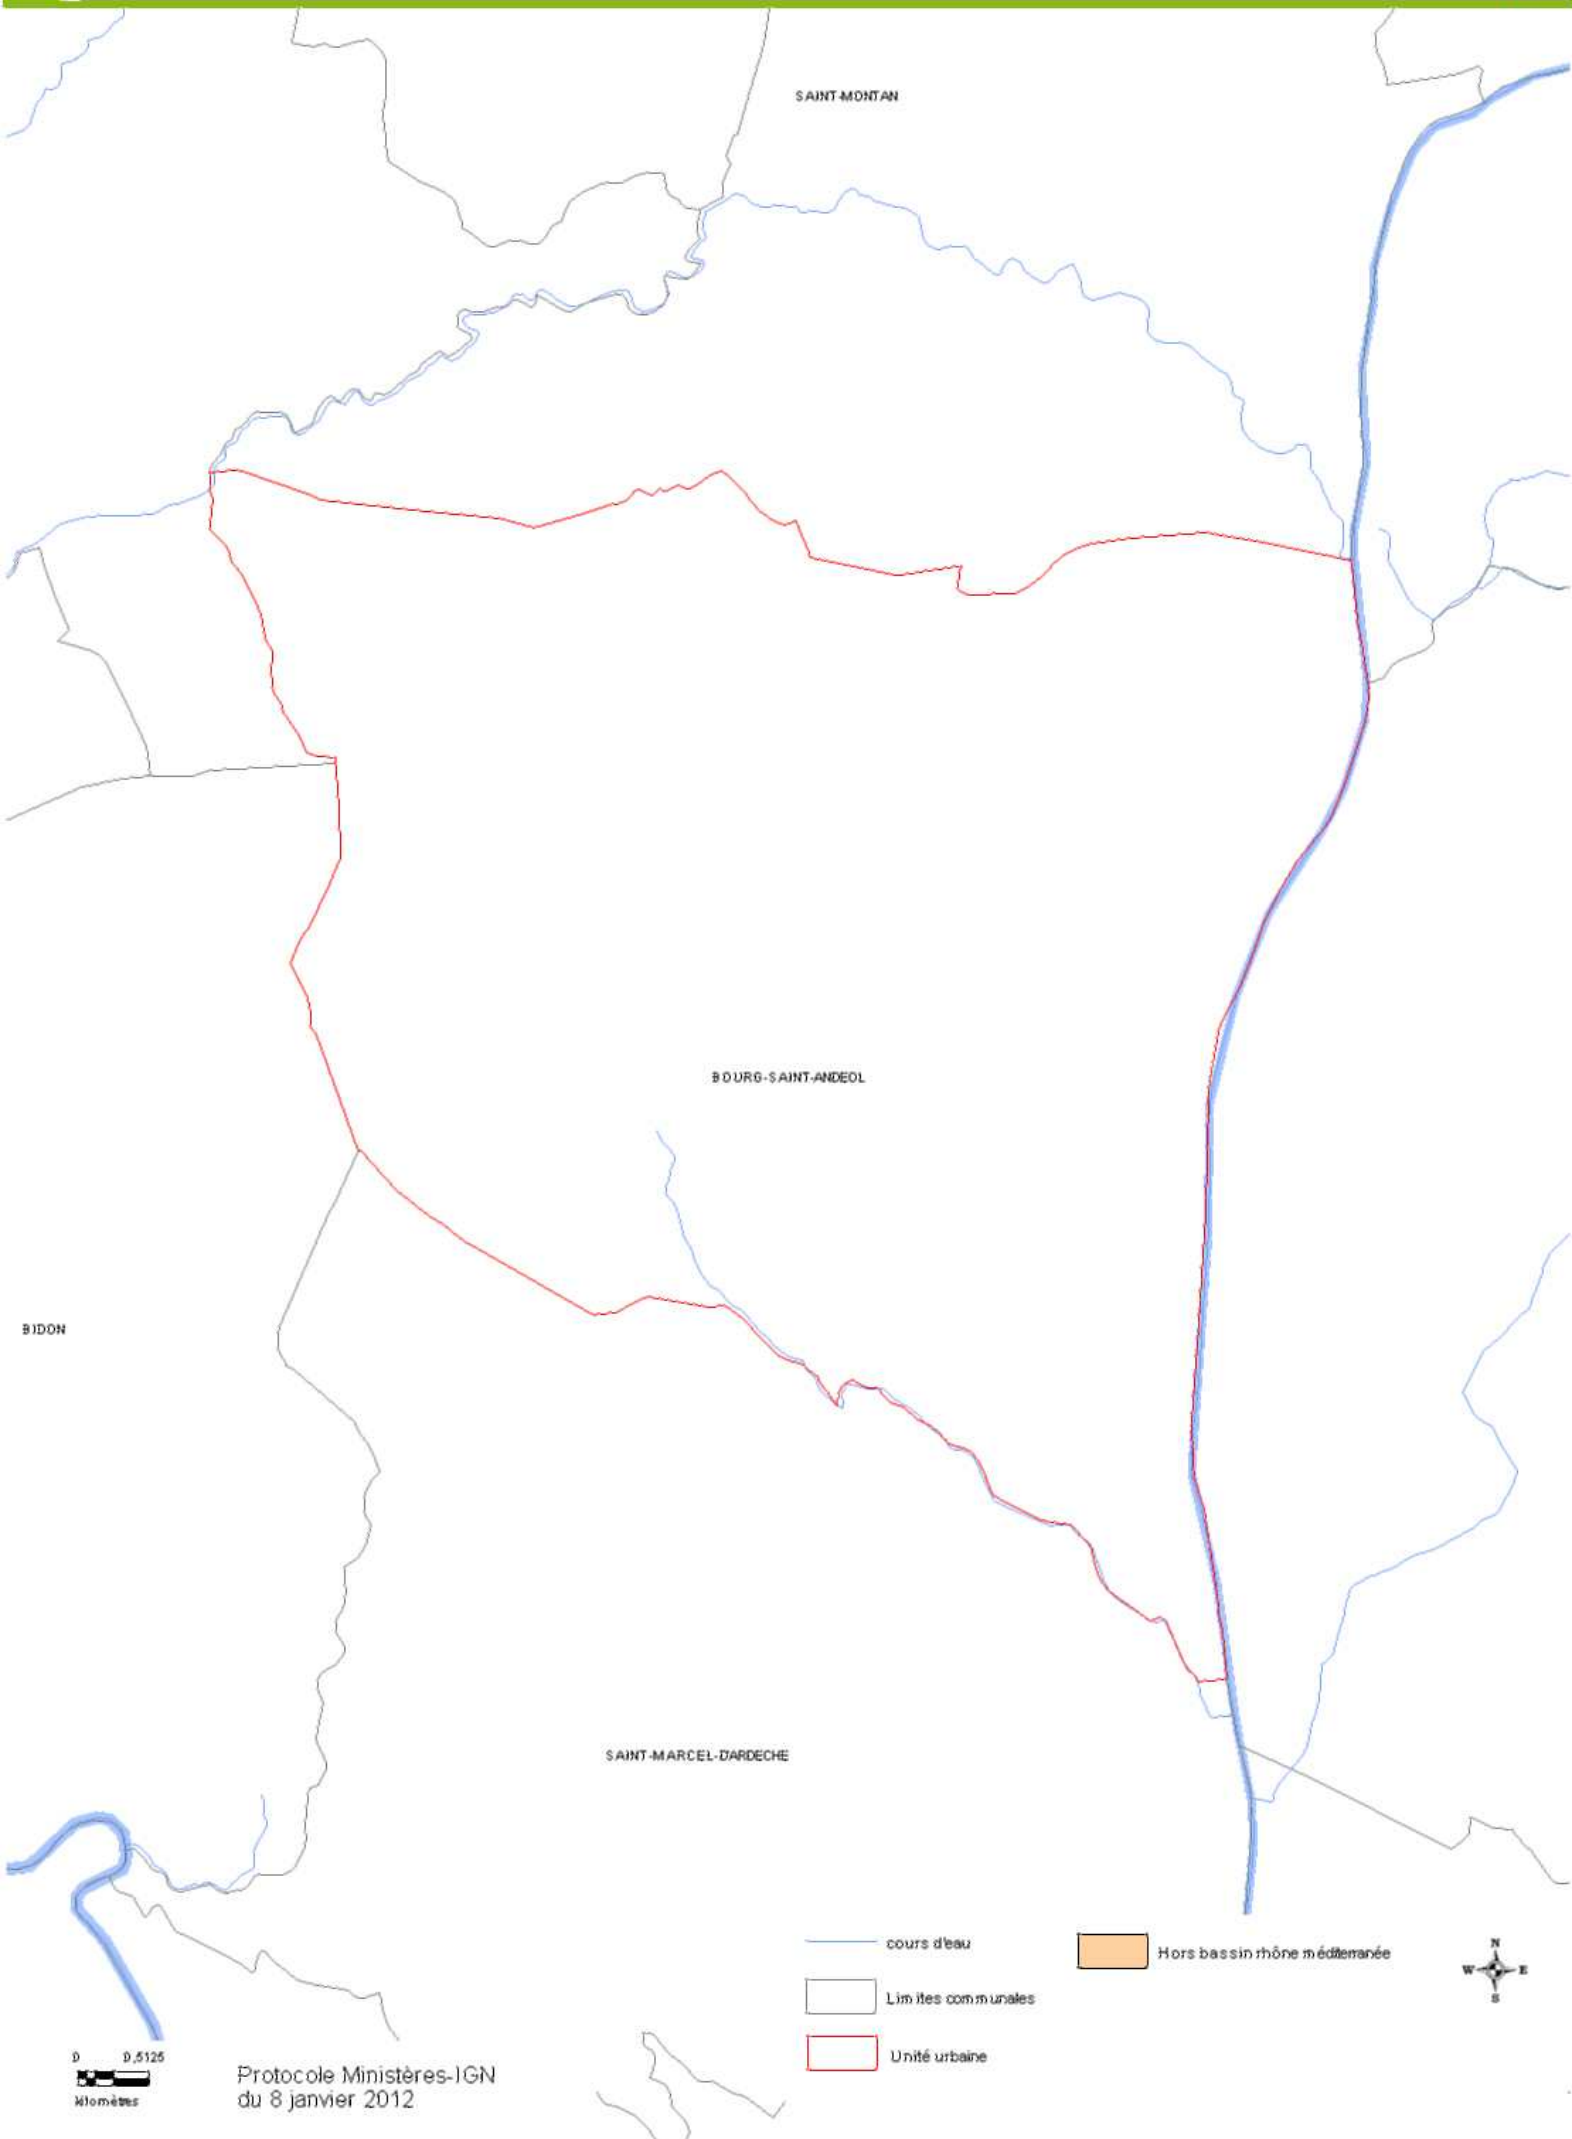 SAINT-MONTAN
BOURG-SAINT-ANDEOL
BIDON
SAINT-MARCEL-D'ARDECHE
cours d'eau
Limites communales
Unité urbaine
Hors bassin rhône méditerranée
N
W E
S
0 0,5125
kilomètres
Protocole Ministères-IGN
du 8 janvier 2012